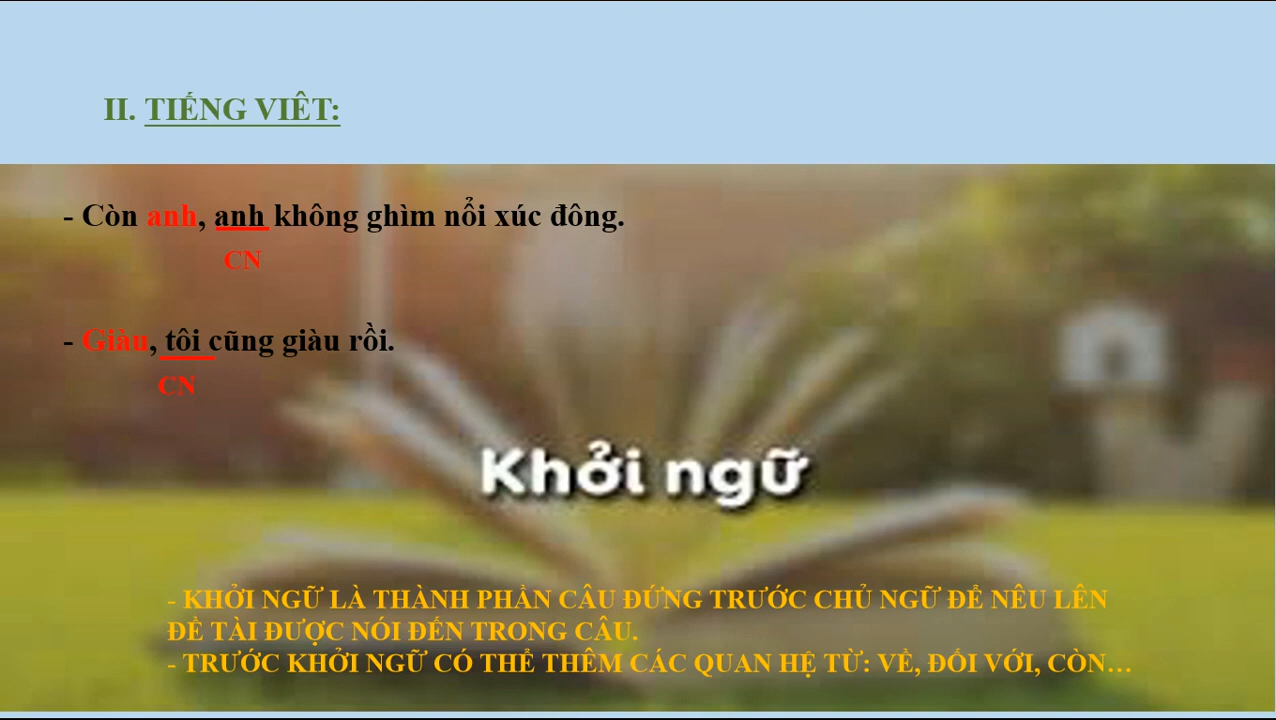 II. TIẾNG VIÊT:
- Còn anh, anh không ghìm nổi xúc đông.
CN
- Giàu, tôi cũng giàu rồi.
CN
Khởi ngữ
- KHỞI NGỮ LÀ THÀNH PHẦN CÂU ĐỨNG TRƯỚC CHỦ NGỮ ĐỂ NÊU LÊN
ĐỀ TÀI ĐƯỢC NÓI ĐẾN TRONG CÂU.
- TRƯỚC KHỞI NGỮ CÓ THỂ THÊM CÁC QUAN HỆ TỪ: VỀ, ĐỐI VỚI, CÒN…